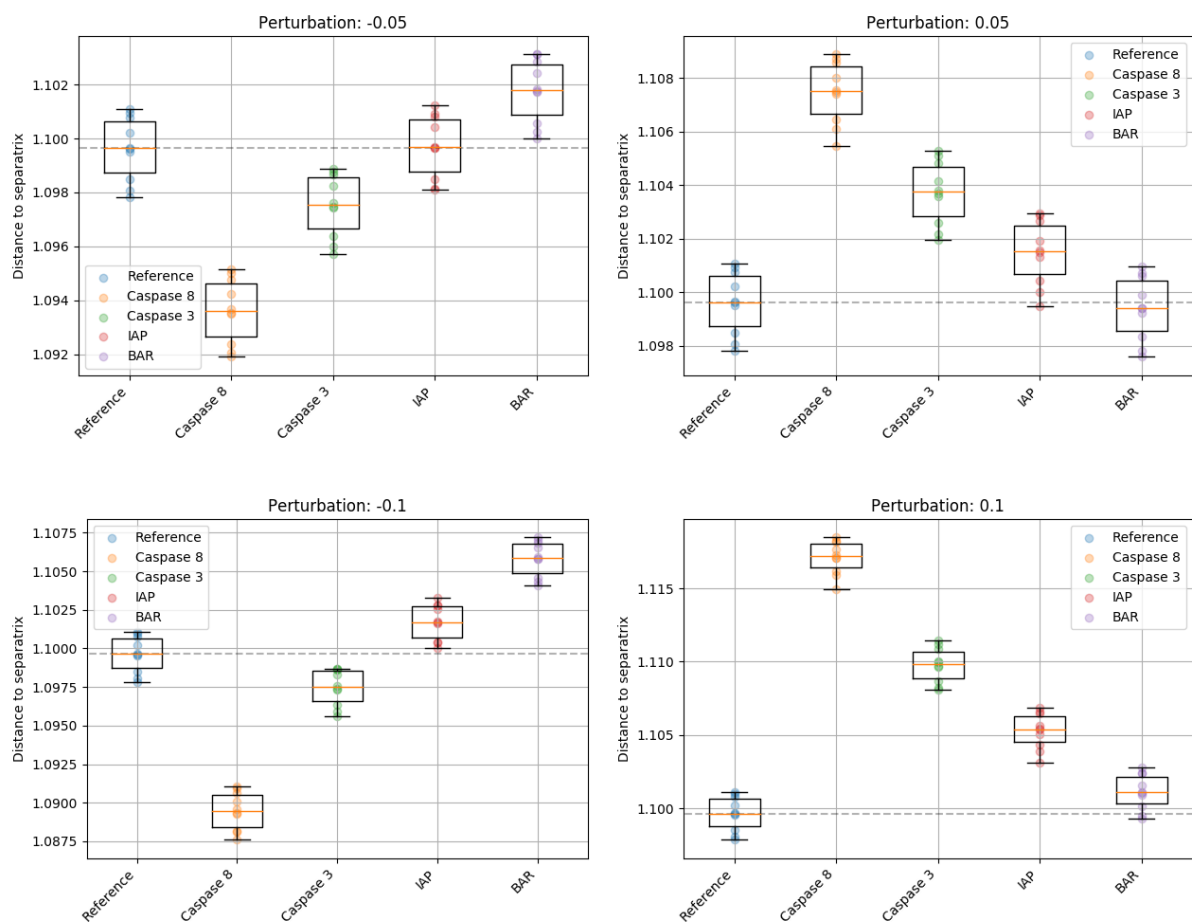 Perturbation: -0.05
Distance to separatrix
1.102
1.100
1.098
1.096
1.094
1.092
Reference
Caspase 8
Caspase 3
IAP
BAR
Reference
Caspase 8
Caspase 3
IAP
BAR
Perturbation: 0.05
Distance to separatrix
1.108
1.106
1.104
1.102
1.100
1.098
Reference
Caspase 8
Caspase 3
IAP
BAR
Reference
Caspase 8
Caspase 3
IAP
BAR
Perturbation: -0.1
Distance to separatrix
1.1075
1.1050
1.1025
1.1000
1.0975
1.0950
1.0925
1.0900
1.0875
Reference
Caspase 8
Caspase 3
IAP
BAR
Reference
Caspase 8
Caspase 3
IAP
BAR
Perturbation: 0.1
Distance to separatrix
1.115
1.110
1.105
1.100
Reference
Caspase 8
Caspase 3
IAP
BAR
Reference
Caspase 8
Caspase 3
IAP
BAR